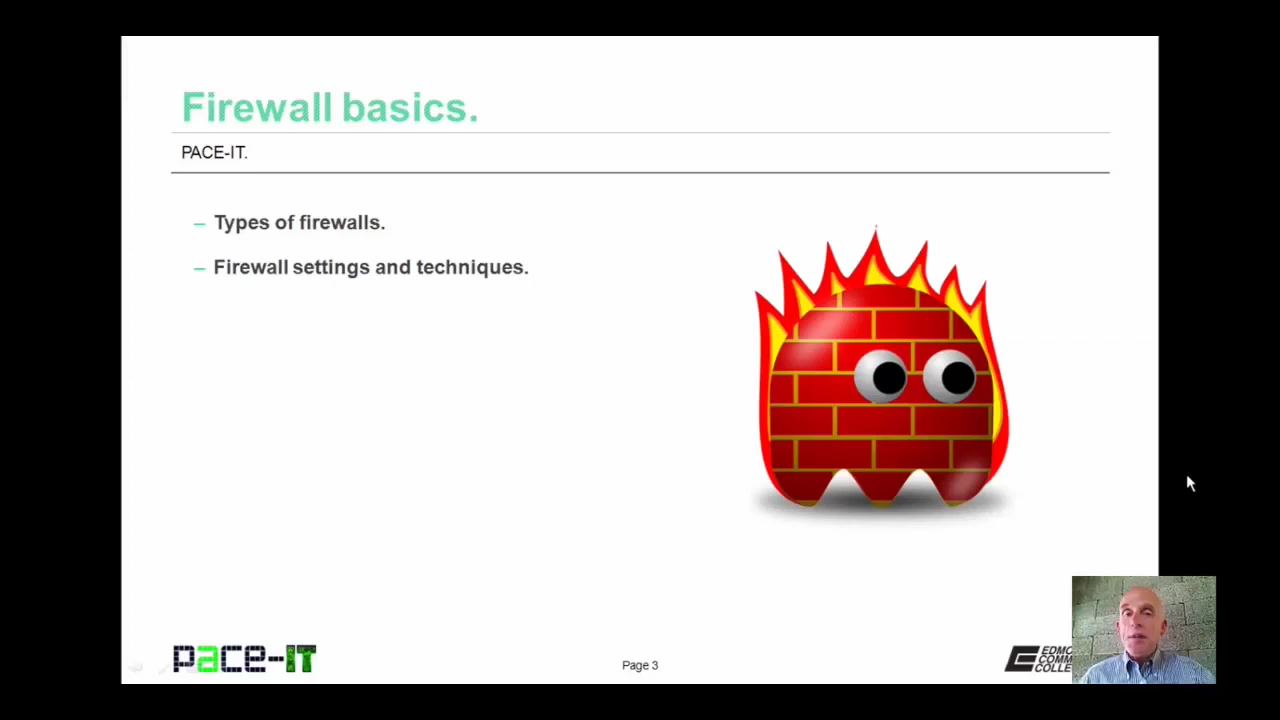 Firewall basics.
PACE-IT.
– Types of firewalls.
– Firewall settings and techniques.
pace-IT
Page 3